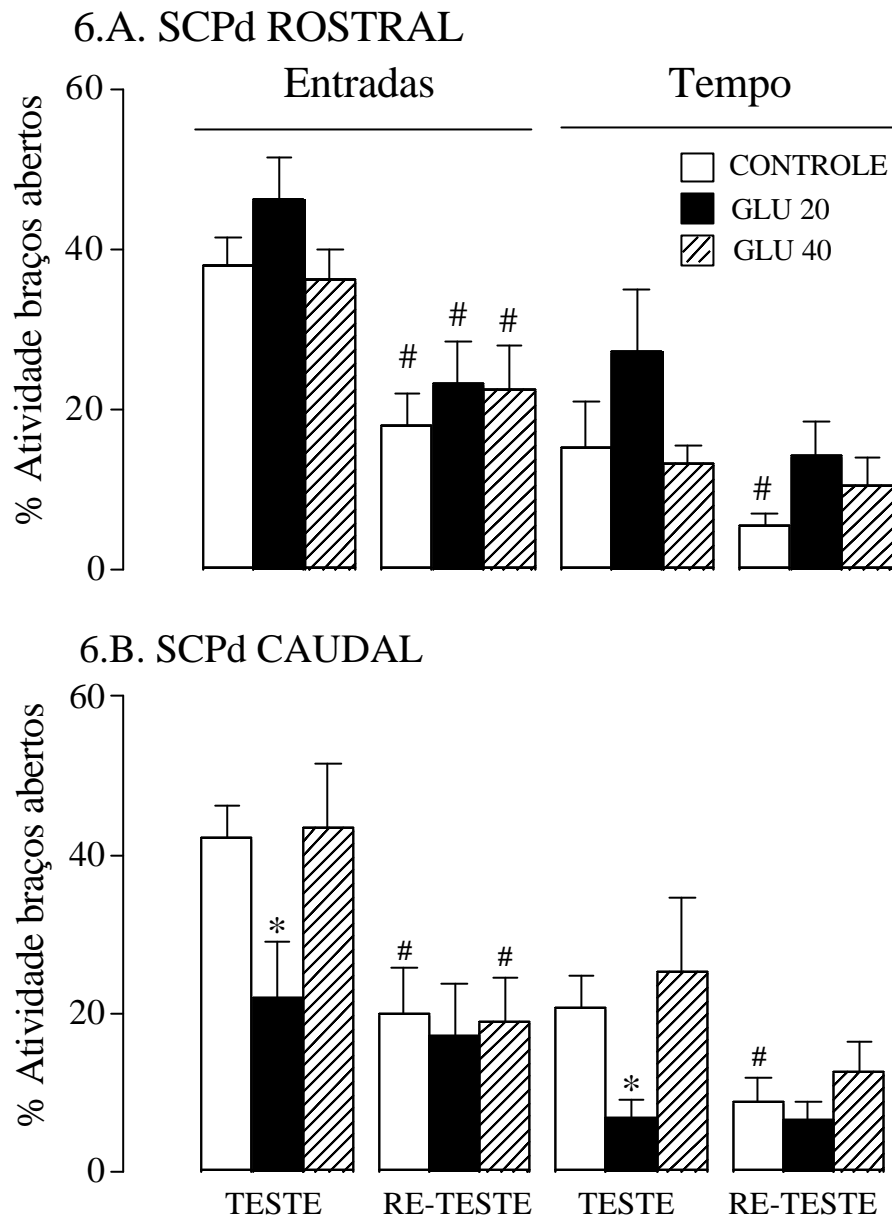 6.A. SCPd ROSTRAL
Entradas
Tempo
% Atividade braços abertos
60
40
20
0
CONTROLE
GLU 20
GLU 40
#
#
#
#
6.B. SCPd CAUDAL
% Atividade braços abertos
60
40
20
0
*
#
#
*
#
TESTE
RE-TESTE
TESTE
RE-TESTE